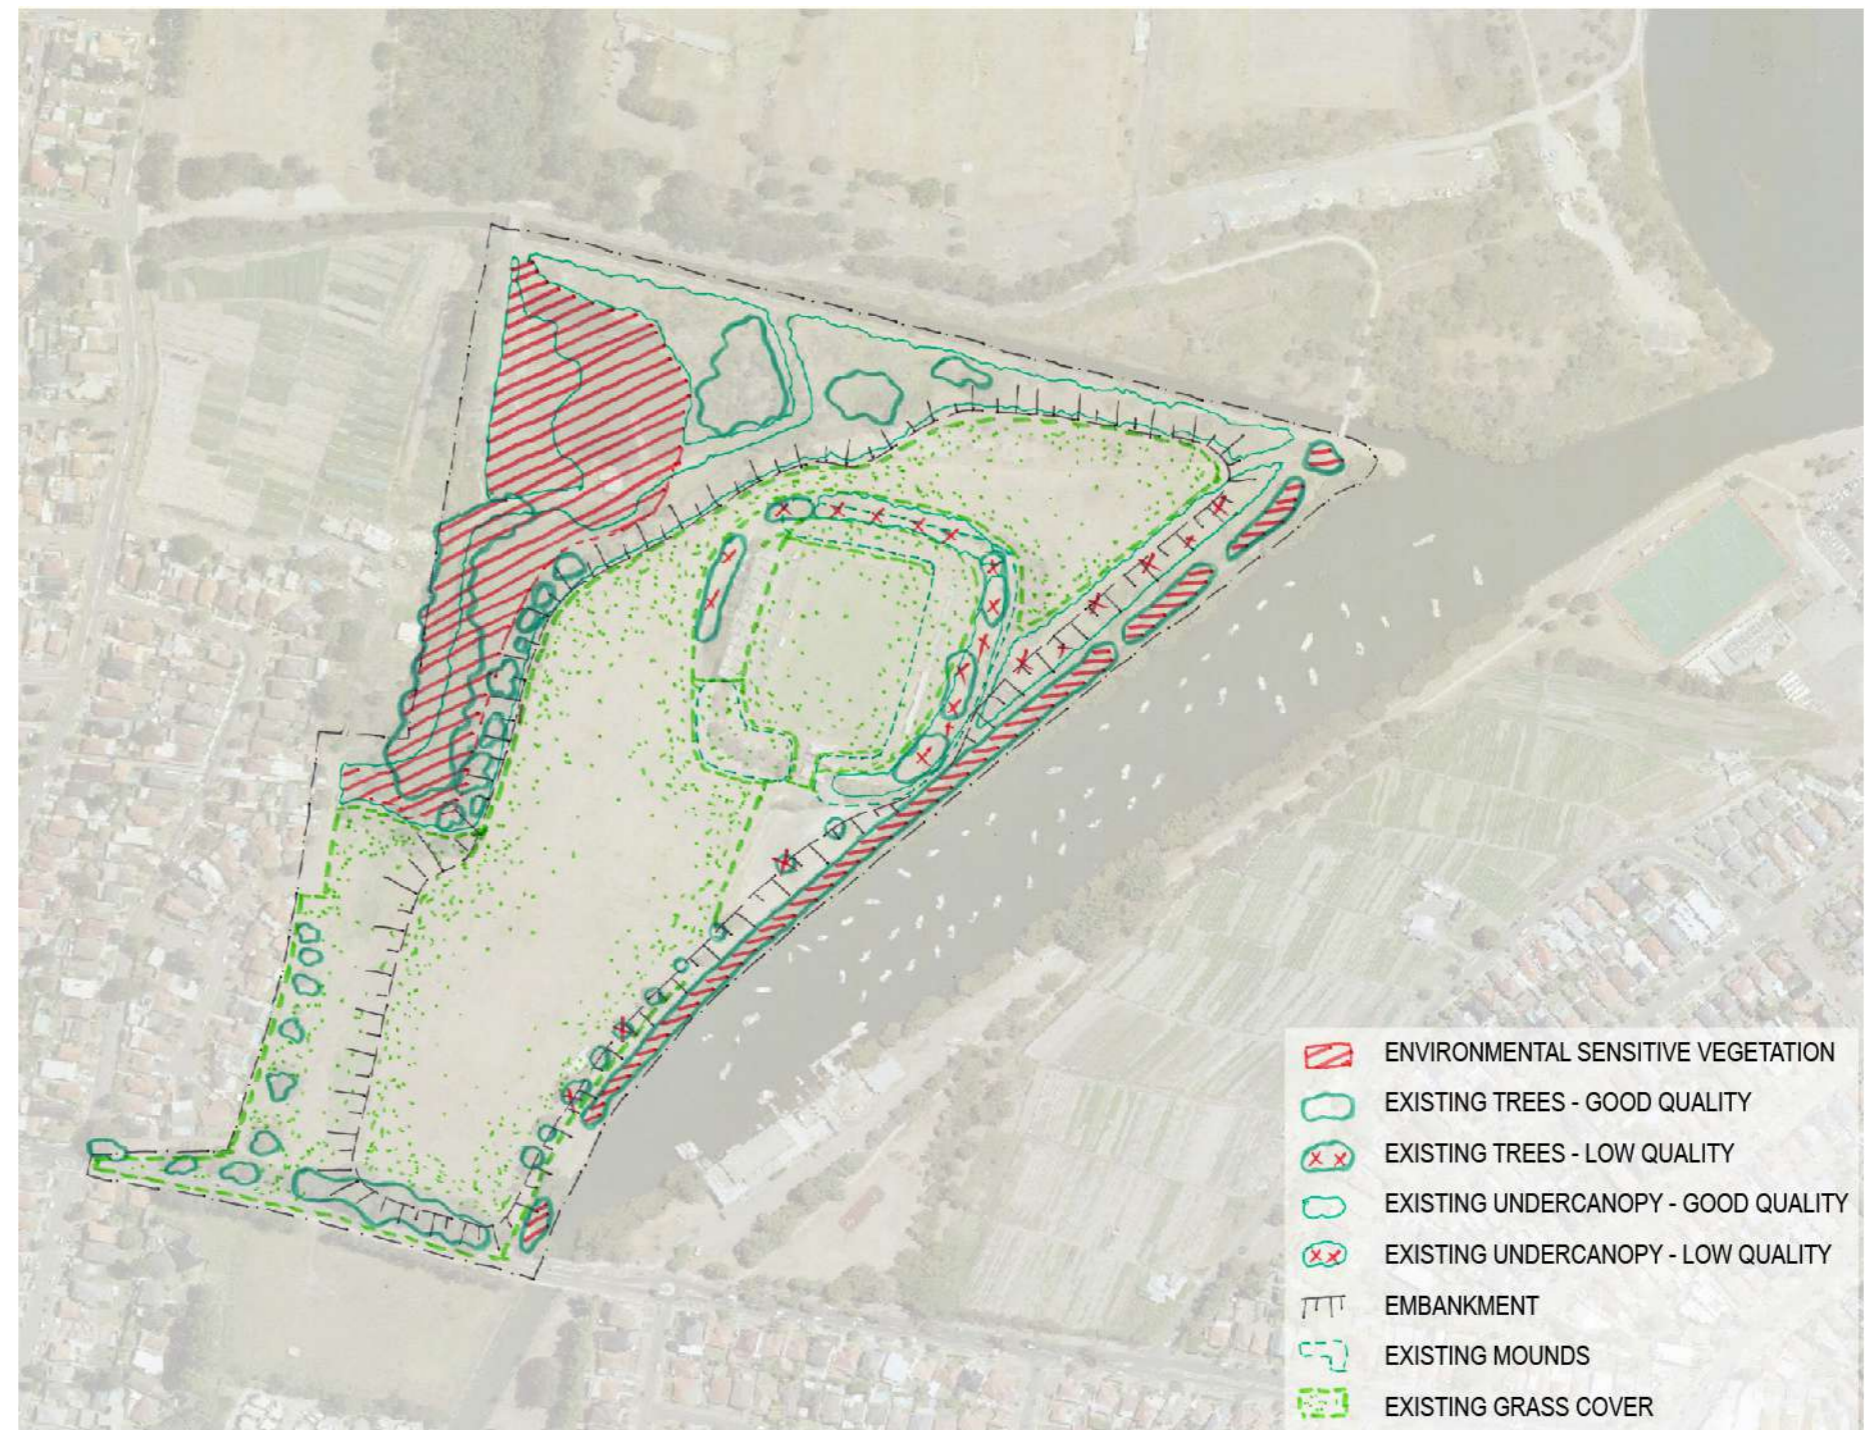 ENVIRONMENTAL SENSITIVE VEGETATION
EXISTING TREES - GOOD QUALITY
EXISTING TREES - LOW QUALITY
EXISTING UNDERCANOPY - GOOD QUALITY
EXISTING UNDERCANOPY - LOW QUALITY
EMBANKMENT
EXISTING MOUNDS
EXISTING GRASS COVER